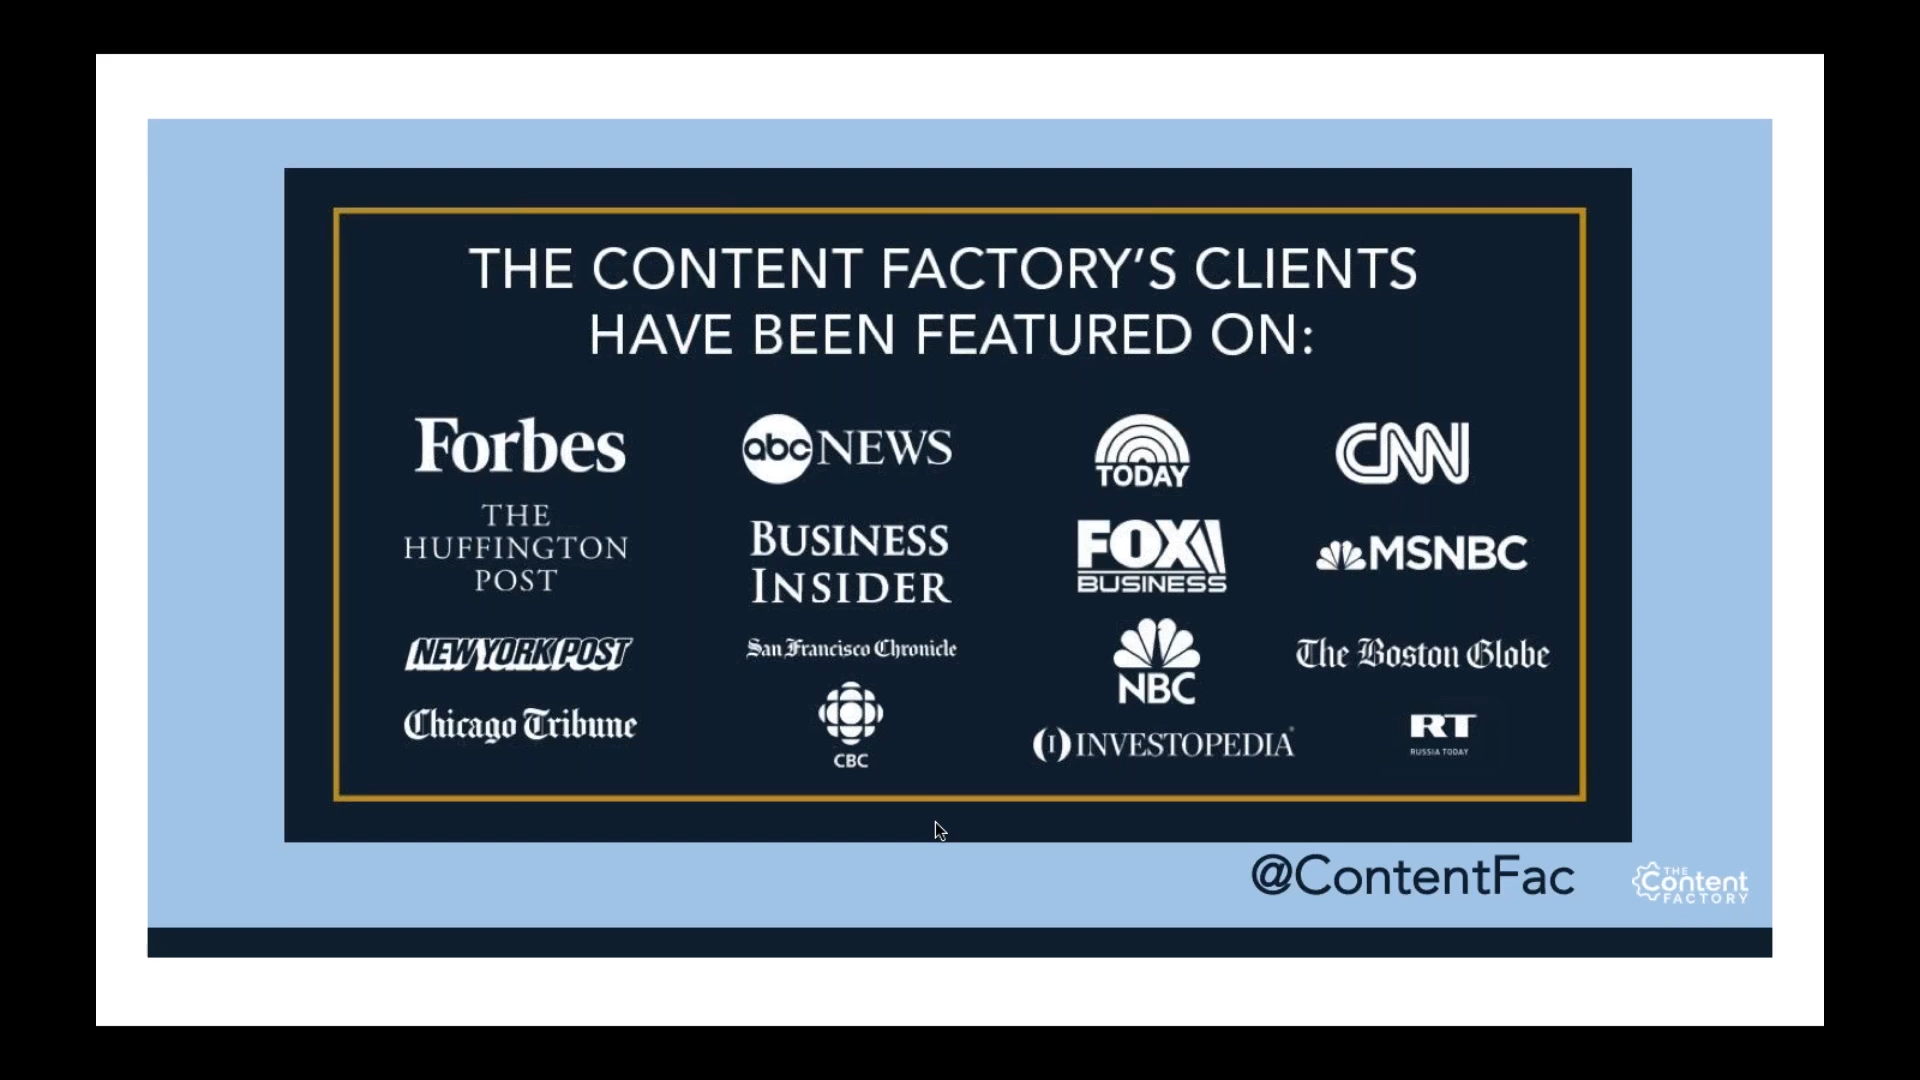 THE CONTENT FACTORY'S CLIENTS
HAVE BEEN FEATURED ON:
Forbes
abc NEWS
TODAY
CNN
THE
HUFFINGTON
POST
BUSINESS
INSIDER
FOX
BUSINESS
MSNBC
NEW YORK POST
San Francisco Chronicle
NBC
The Boston Globe
Chicago Tribune
CBC
(I) INVESTOPEDIA
RT
RUSSIA TODAY
@ContentFac
THE
Content
FACTORY